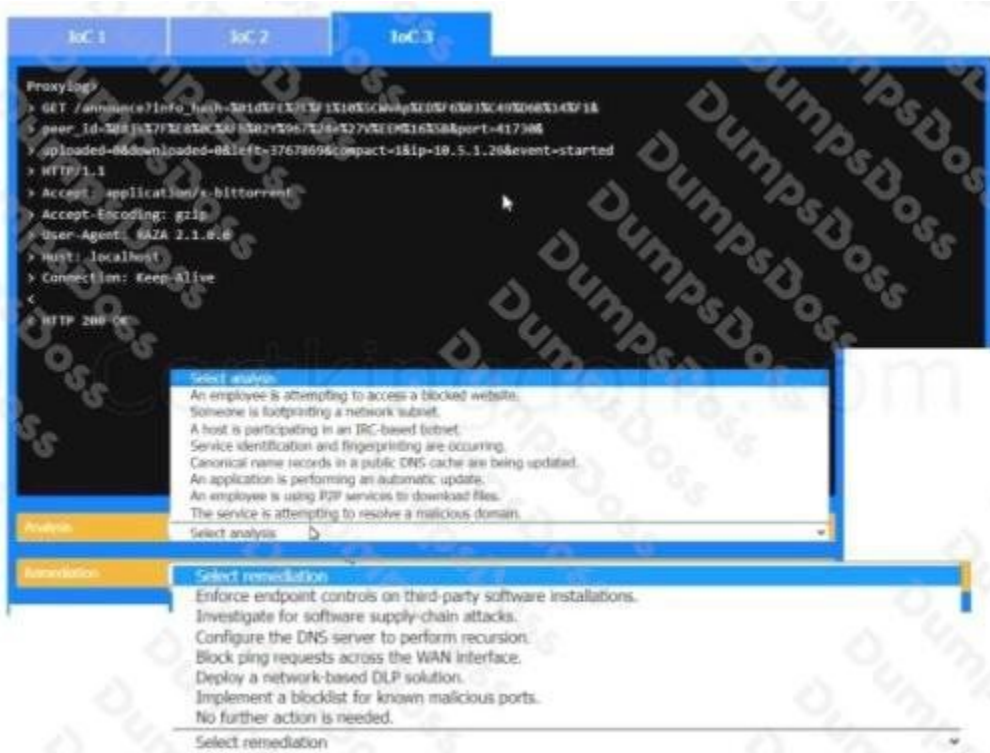 IoC 1
IoC 2
IoC 3
Proxylog>
> GET /announce?info_hash=
> peer_id=
> uploaded=0&downloaded=0&left=3767869&compact=1&ip=10.5.1.26&event=started
> HTTP/1.1
> Accept: application/x-bittorrent
> Accept-Encoding: gzip
> User-Agent: RAZA 2.1.0.0
> Host: localhost
> Connection: Keep-Alive
<
< HTTP 200 OK
Select analysis
An employee is attempting to access a blocked website.
Someone is footprinting a network subnet.
A host is participating in an IRC-based botnet.
Service identification and fingerprinting are occurring.
Canonical name records in a public DNS cache are being updated.
An application is performing an automatic update.
An employee is using P2P services to download files.
The service is attempting to resolve a malicious domain.
Analysis
Select analysis
Remediation
Select remediation
Enforce endpoint controls on third-party software installations.
Investigate for software supply-chain attacks.
Configure the DNS server to perform recursion.
Block ping requests across the WAN interface.
Deploy a network-based DLP solution.
Implement a blocklist for known malicious ports.
No further action is needed.
Select remediation
DumpsDoss